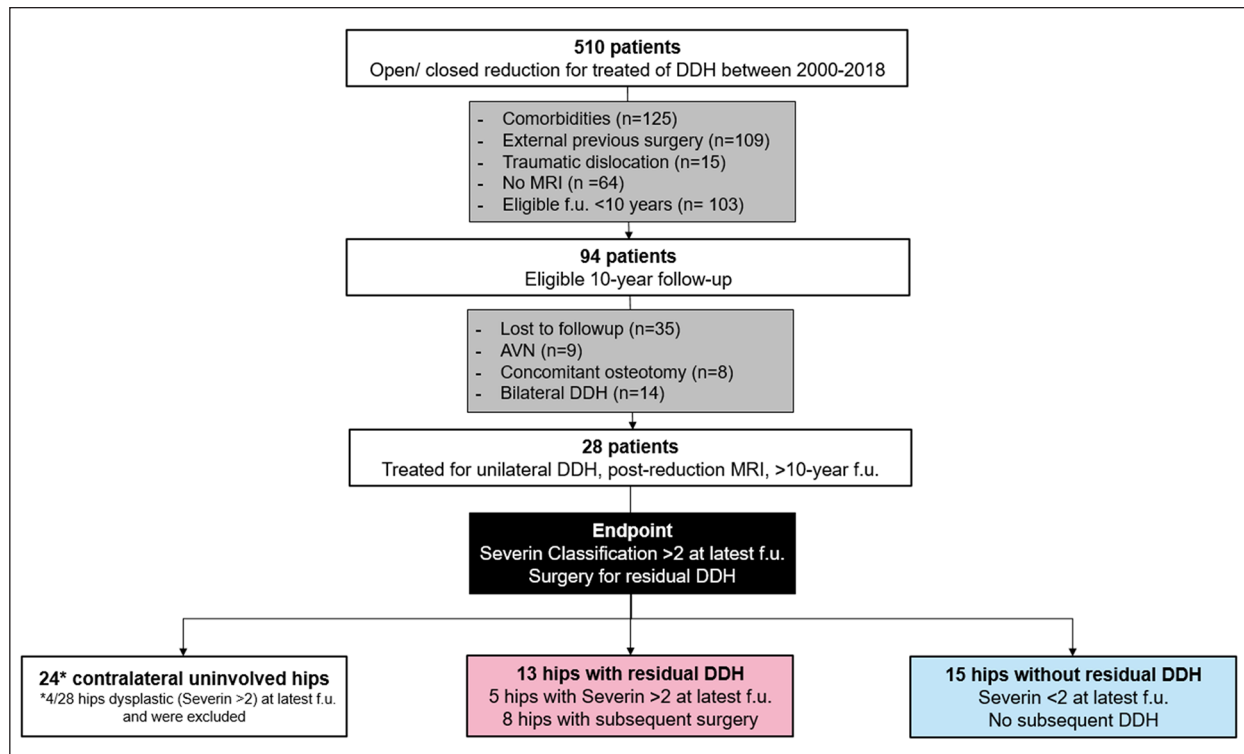 510 patients
Open/ closed reduction for treated of DDH between 2000-2018
- Comorbidities (n=125)
- External previous surgery (n=109)
- Traumatic dislocation (n=15)
- No MRI (n =64)
- Eligible f.u. <10 years (n= 103)
94 patients
Eligible 10-year follow-up
- Lost to followup (n=35)
- AVN (n=9)
- Concomitant osteotomy (n=8)
- Bilateral DDH (n=14)
28 patients
Treated for unilateral DDH, post-reduction MRI, >10-year f.u.
Endpoint
Severin Classification >2 at latest f.u.
Surgery for residual DDH
24* contralateral uninvolved hips
*4/28 hips dysplastic (Severin >2) at latest f.u.
and were excluded
13 hips with residual DDH
5 hips with Severin >2 at latest f.u.
8 hips with subsequent surgery
15 hips without residual DDH
Severin <2 at latest f.u.
No subsequent DDH